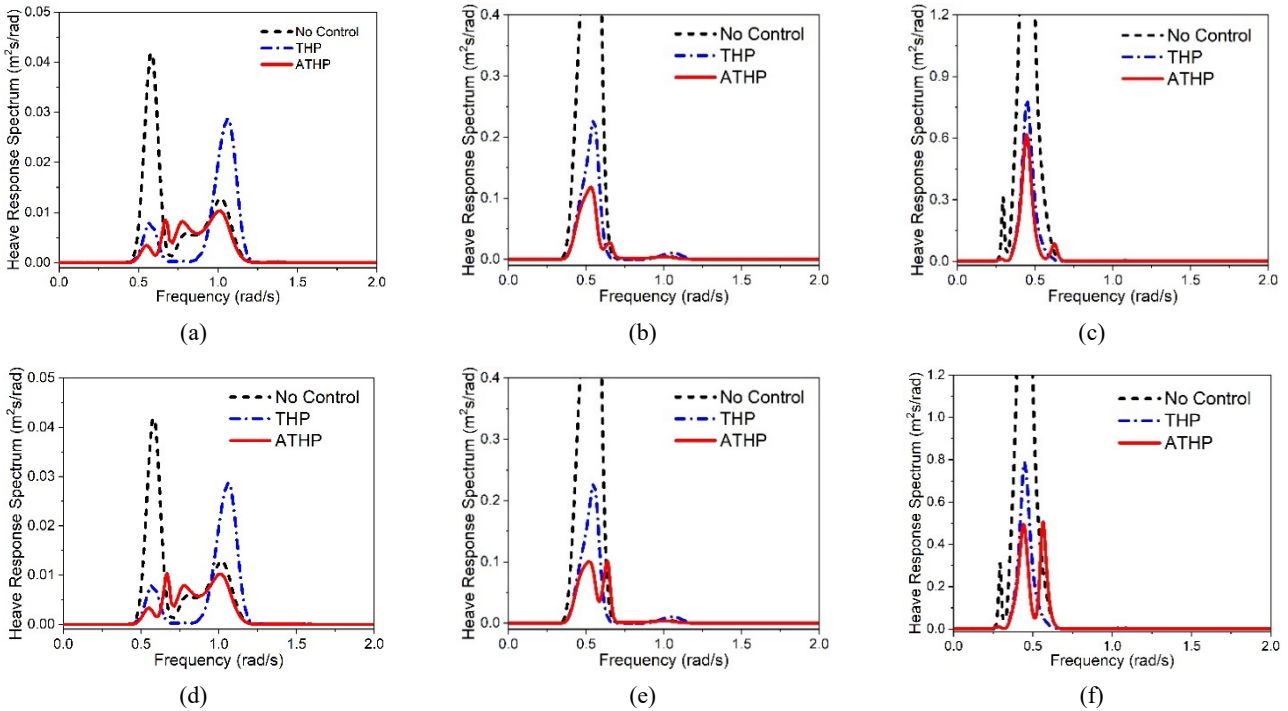 0.05
0.04
0.03
0.02
0.01
0.00
Heave Response Spectrum (m²s/rad)
No Control
THP
ATHP
0.0 0.5 1.0 1.5 2.0
Frequency (rad/s)
(a)
0.4
0.3
0.2
0.1
0.0
Heave Response Spectrum (m²s/rad)
No Control
THP
ATHP
0.0 0.5 1.0 1.5 2.0
Frequency (rad/s)
(b)
1.2
0.9
0.6
0.3
0.0
Heave Response Spectrum (m²s/rad)
No Control
THP
ATHP
0.0 0.5 1.0 1.5 2.0
Frequency (rad/s)
(c)
0.05
0.04
0.03
0.02
0.01
0.00
Heave Response Spectrum (m²s/rad)
No Control
THP
ATHP
0.0 0.5 1.0 1.5 2.0
Frequency (rad/s)
(d)
0.4
0.3
0.2
0.1
0.0
Heave Response Spectrum (m²s/rad)
No Control
THP
ATHP
0.0 0.5 1.0 1.5 2.0
Frequency (rad/s)
(e)
1.2
1.0
0.8
0.6
0.4
0.2
0.0
Heave Response Spectrum (m²s/rad)
No Control
THP
ATHP
0.0 0.5 1.0 1.5 2.0
Frequency (rad/s)
(f)